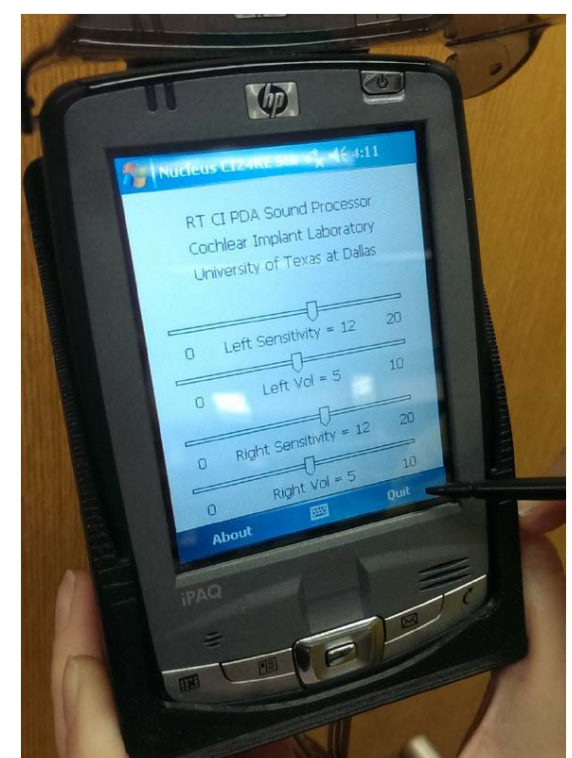 hp
Nucleus CI24RE 4:11
RT CI PDA Sound Processor
Cochlear Implant Laboratory
University of Texas at Dallas
0 Left Sensitivity = 12 20
0 Left Vol = 5 10
0 Right Sensitivity = 12 20
0 Right Vol = 5 10
About Quit
iPAQ